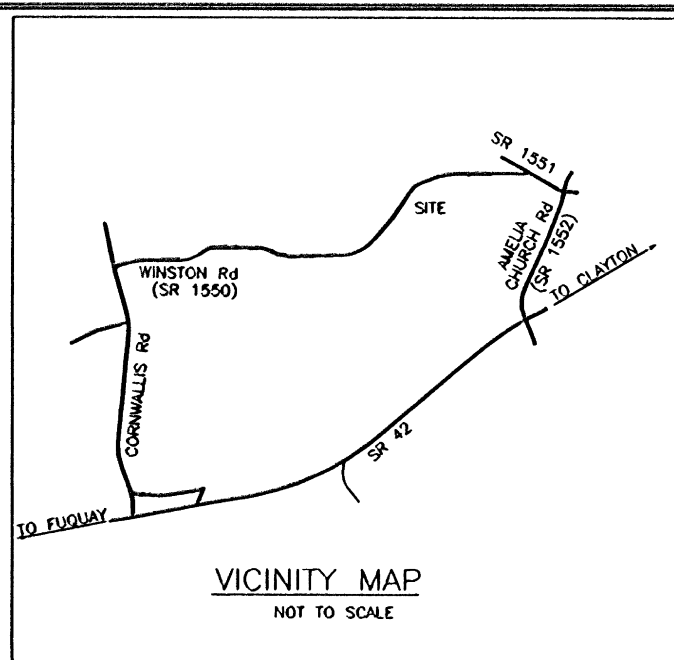 SR 1551
SITE
AMELIA
CHURCH Rd
(SR 1552)
WINSTON Rd
(SR 1550)
TO CLAYTON
CORNWALLIS Rd
SR 42
TO FUQUAY
VICINITY MAP
NOT TO SCALE